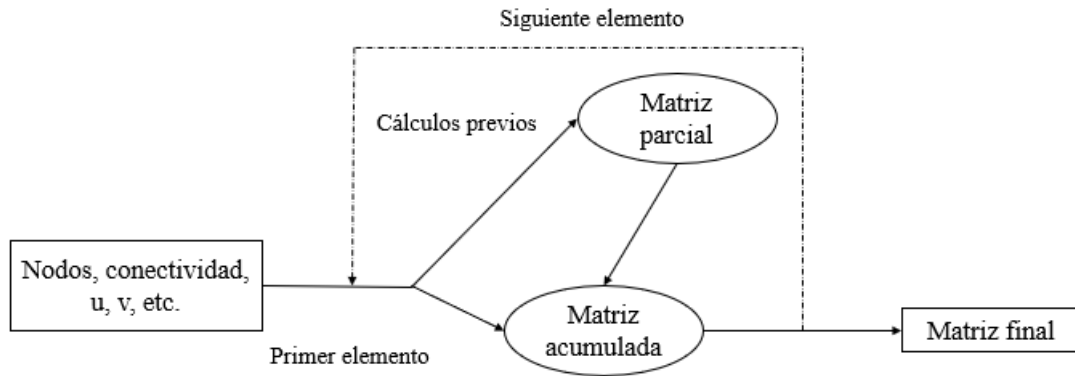 Siguiente elemento
Matriz
parcial
Cálculos previos
Nodos, conectividad,
u, v, etc.
Primer elemento
Matriz
acumulada
Matriz final